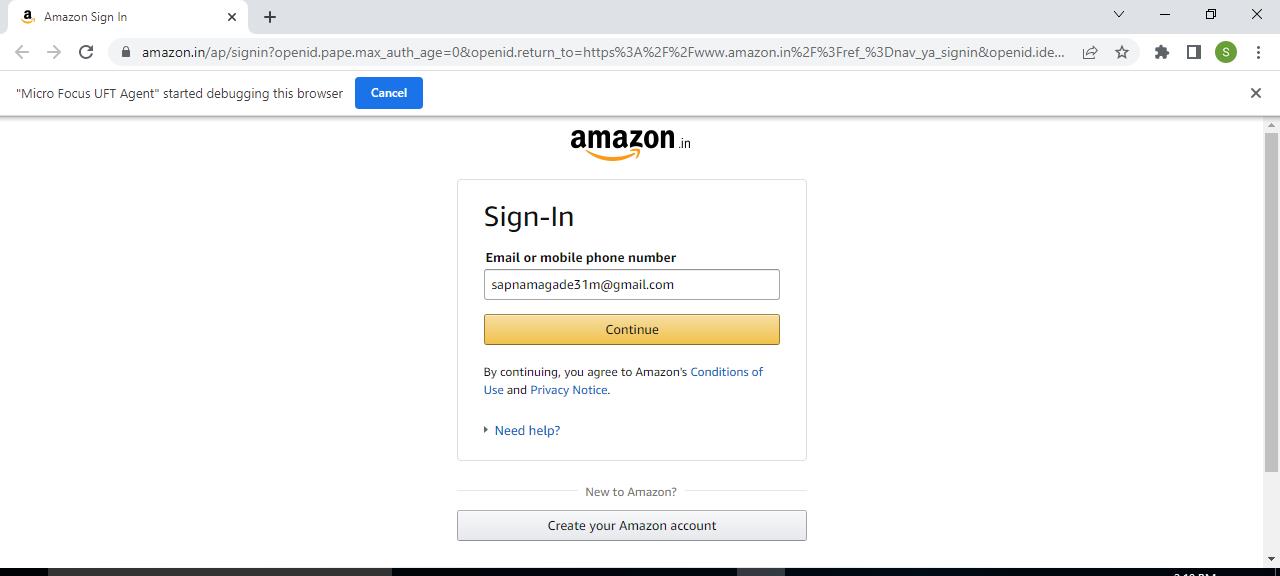 Amazon Sign In
amazon.in/ap/signin?openid.pape.max_auth_age=0&openid.return_to=https%3A%2F%2Fwww.amazon.in%2F%3Fref_%3Dnav_ya_signin&openid.ide...
S
"Micro Focus UFT Agent" started debugging this browser
Cancel
amazon.in
Sign-In
Email or mobile phone number
sapnamagade31m@gmail.com
Continue
By continuing, you agree to Amazon's Conditions of
Use and Privacy Notice.
Need help?
New to Amazon?
Create your Amazon account